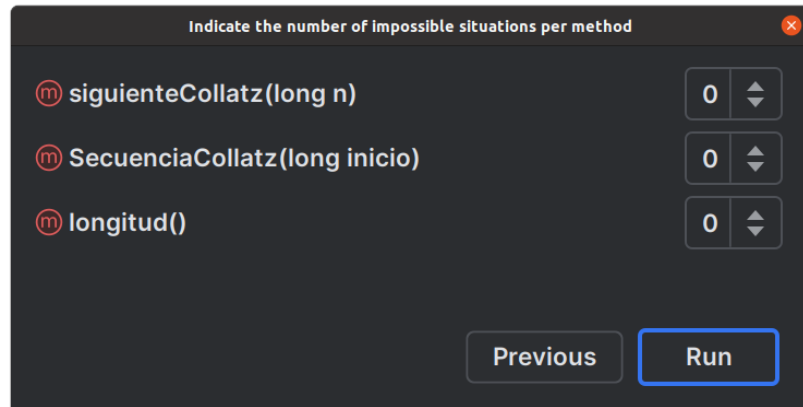 Indicate the number of impossible situations per method
m siguienteCollatz(long n) 0
m SecuenciaCollatz(long inicio) 0
m longitud() 0
Previous Run